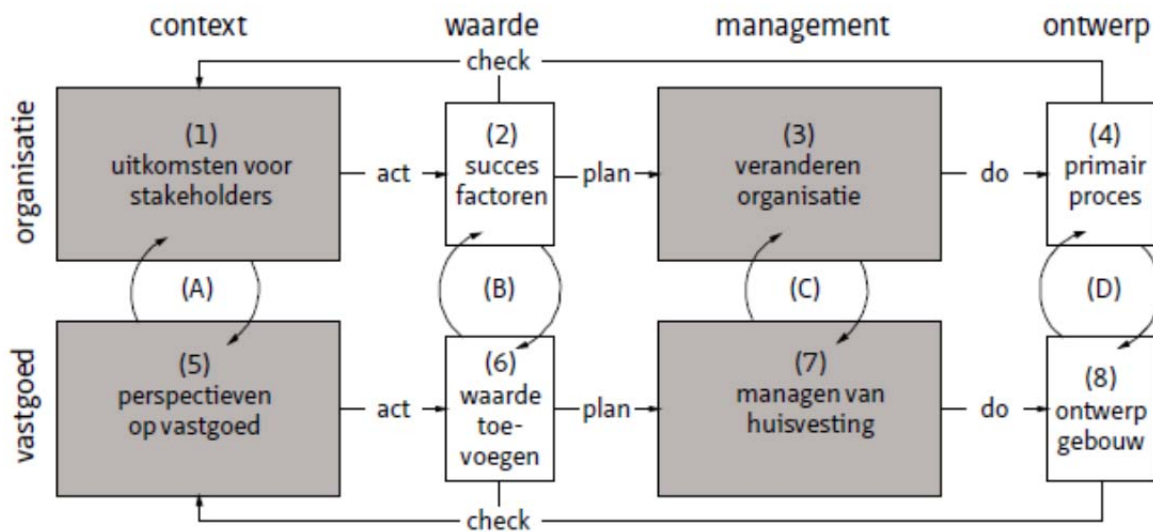 context waarde management ontwerp
check
organisatie
(1)
uitkomsten voor
stakeholders
act
(2)
succes
factoren
plan
(3)
veranderen
organisatie
do
(4)
primair
proces
(A) (B) (C) (D)
vastgoed
(5)
perspectieven
op vastgoed
act
(6)
waarde
toe-
voegen
plan
(7)
managen van
huisvesting
do
(8)
ontwerp
gebouw
check